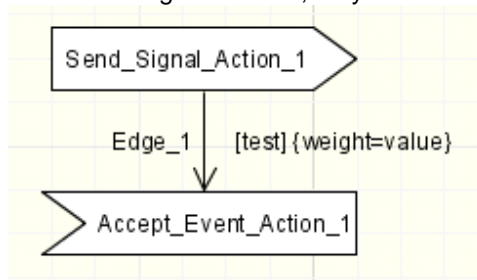 Send_Signal_Action_1
Edge_1 [test] {weight=value}
Accept_Event_Action_1